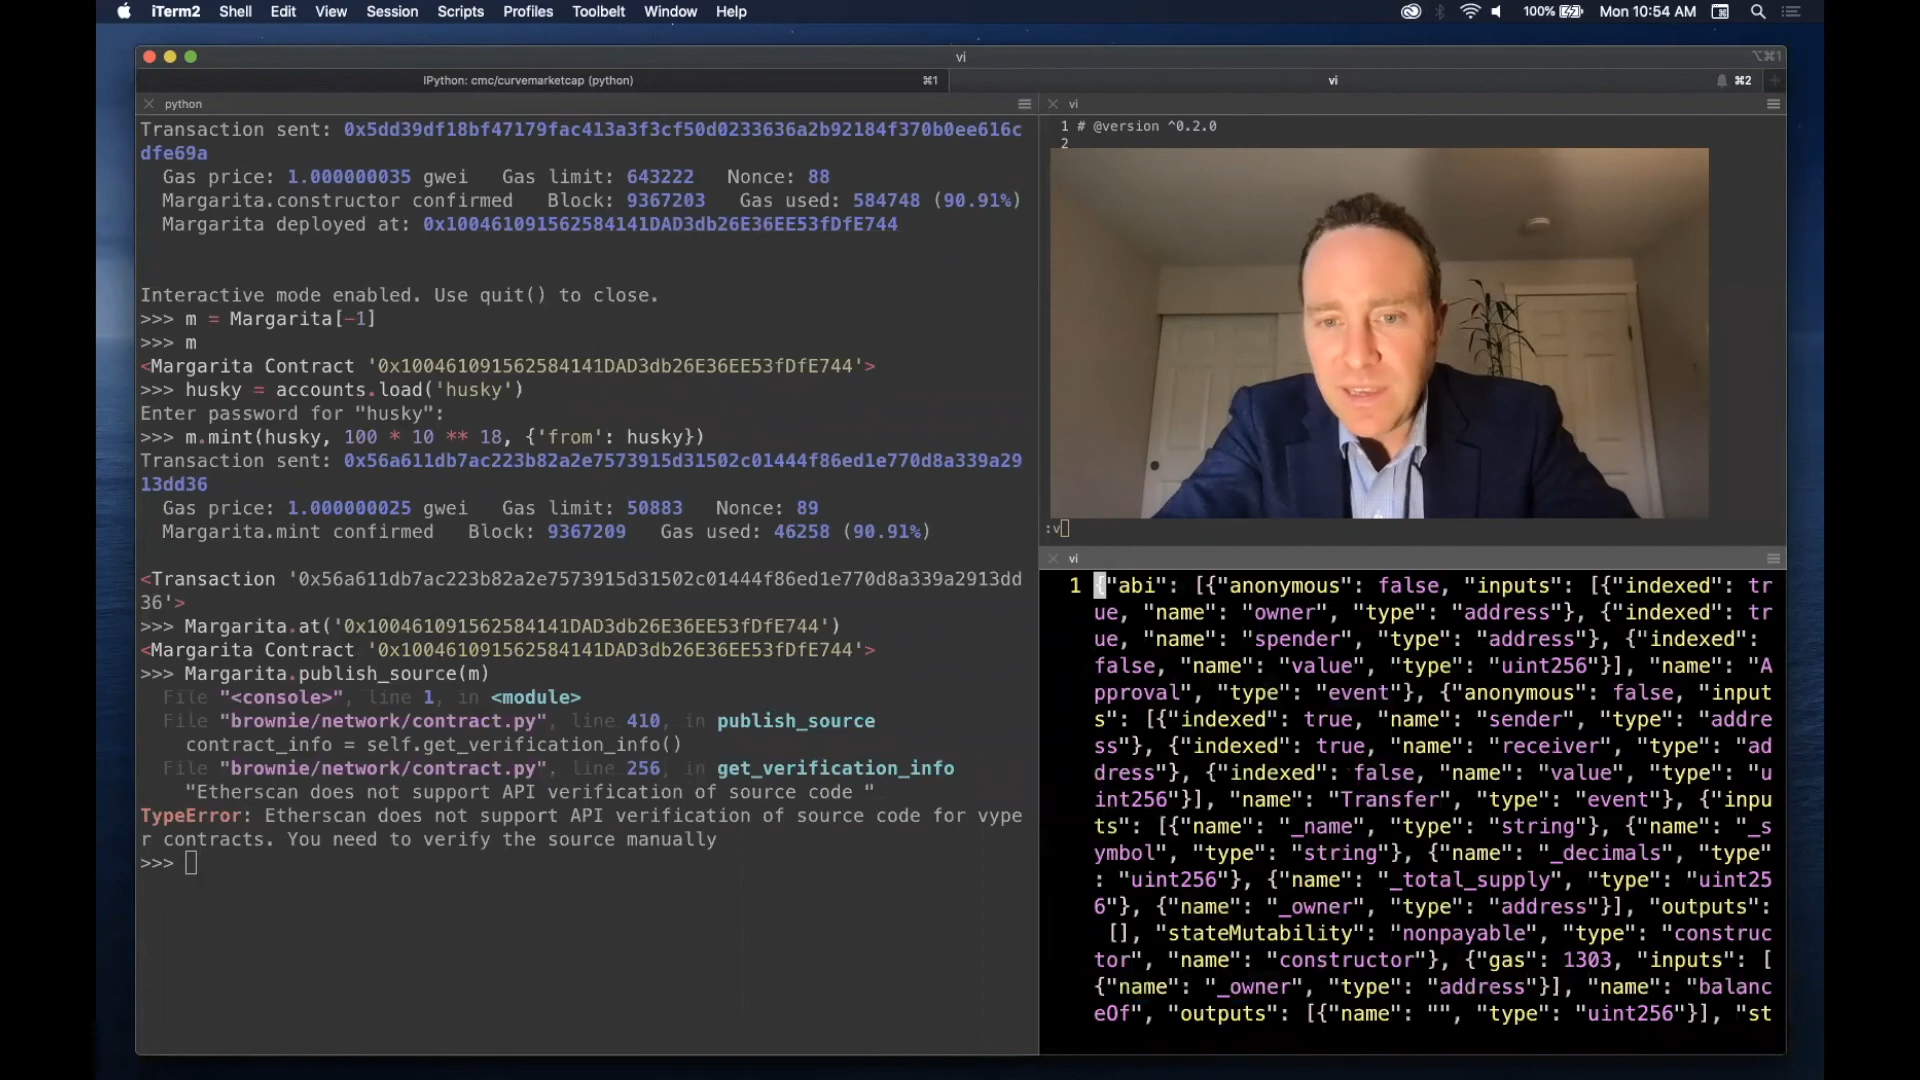 iTerm2 Shell Edit View Session Scripts Profiles Toolbelt Window Help 100% Mon 10:54 AM
vi ⌥⌘1
IPython: cmc/curvemarketcap (python) ⌘1 vi ⌘2
python
Transaction sent: 0x5dd39df18bf47179fac413a3f3cf50d0233636a2b92184f370b0ee616c
dfe69a
Gas price: 1.000000035 gwei Gas limit: 643222 Nonce: 88
Margarita.constructor confirmed Block: 9367203 Gas used: 584748 (90.91%)
Margarita deployed at: 0x100461091562584141DAD3db26E36EE53fDfE744
Interactive mode enabled. Use quit() to close.
>>> m = Margarita[-1]
>>> m
<Margarita Contract '0x100461091562584141DAD3db26E36EE53fDfE744'>
>>> husky = accounts.load('husky')
Enter password for "husky":
>>> m.mint(husky, 100 * 10 ** 18, {'from': husky})
Transaction sent: 0x56a611db7ac223b82a2e7573915d31502c01444f86ed1e770d8a339a29
13dd36
Gas price: 1.000000025 gwei Gas limit: 50883 Nonce: 89
Margarita.mint confirmed Block: 9367209 Gas used: 46258 (90.91%)
<Transaction '0x56a611db7ac223b82a2e7573915d31502c01444f86ed1e770d8a339a2913dd
36'>
>>> Margarita.at('0x100461091562584141DAD3db26E36EE53fDfE744')
<Margarita Contract '0x100461091562584141DAD3db26E36EE53fDfE744'>
>>> Margarita.publish_source(m)
File "<console>", line 1, in <module>
File "brownie/network/contract.py", line 410, in publish_source
contract_info = self.get_verification_info()
File "brownie/network/contract.py", line 256, in get_verification_info
"Etherscan does not support API verification of source code "
TypeError: Etherscan does not support API verification of source code for vype
r contracts. You need to verify the source manually
>>>
vi
1 # @version ^0.2.0
2
:v
vi
1 {"abi": [{"anonymous": false, "inputs": [{"indexed": tr
ue, "name": "owner", "type": "address"}, {"indexed": tr
ue, "name": "spender", "type": "address"}, {"indexed":
false, "name": "value", "type": "uint256"}], "name": "A
pproval", "type": "event"}, {"anonymous": false, "input
s": [{"indexed": true, "name": "sender", "type": "addre
ss"}, {"indexed": true, "name": "receiver", "type": "ad
dress"}, {"indexed": false, "name": "value", "type": "u
int256"}], "name": "Transfer", "type": "event"}, {"inpu
ts": [{"name": "_name", "type": "string"}, {"name": "_s
ymbol", "type": "string"}, {"name": "_decimals", "type"
: "uint256"}, {"name": "_total_supply", "type": "uint25
6"}, {"name": "_owner", "type": "address"}], "outputs":
[], "stateMutability": "nonpayable", "type": "construc
tor", "name": "constructor"}, {"gas": 1303, "inputs": [
{"name": "_owner", "type": "address"}], "name": "balanc
eOf", "outputs": [{"name": "", "type": "uint256"}], "st